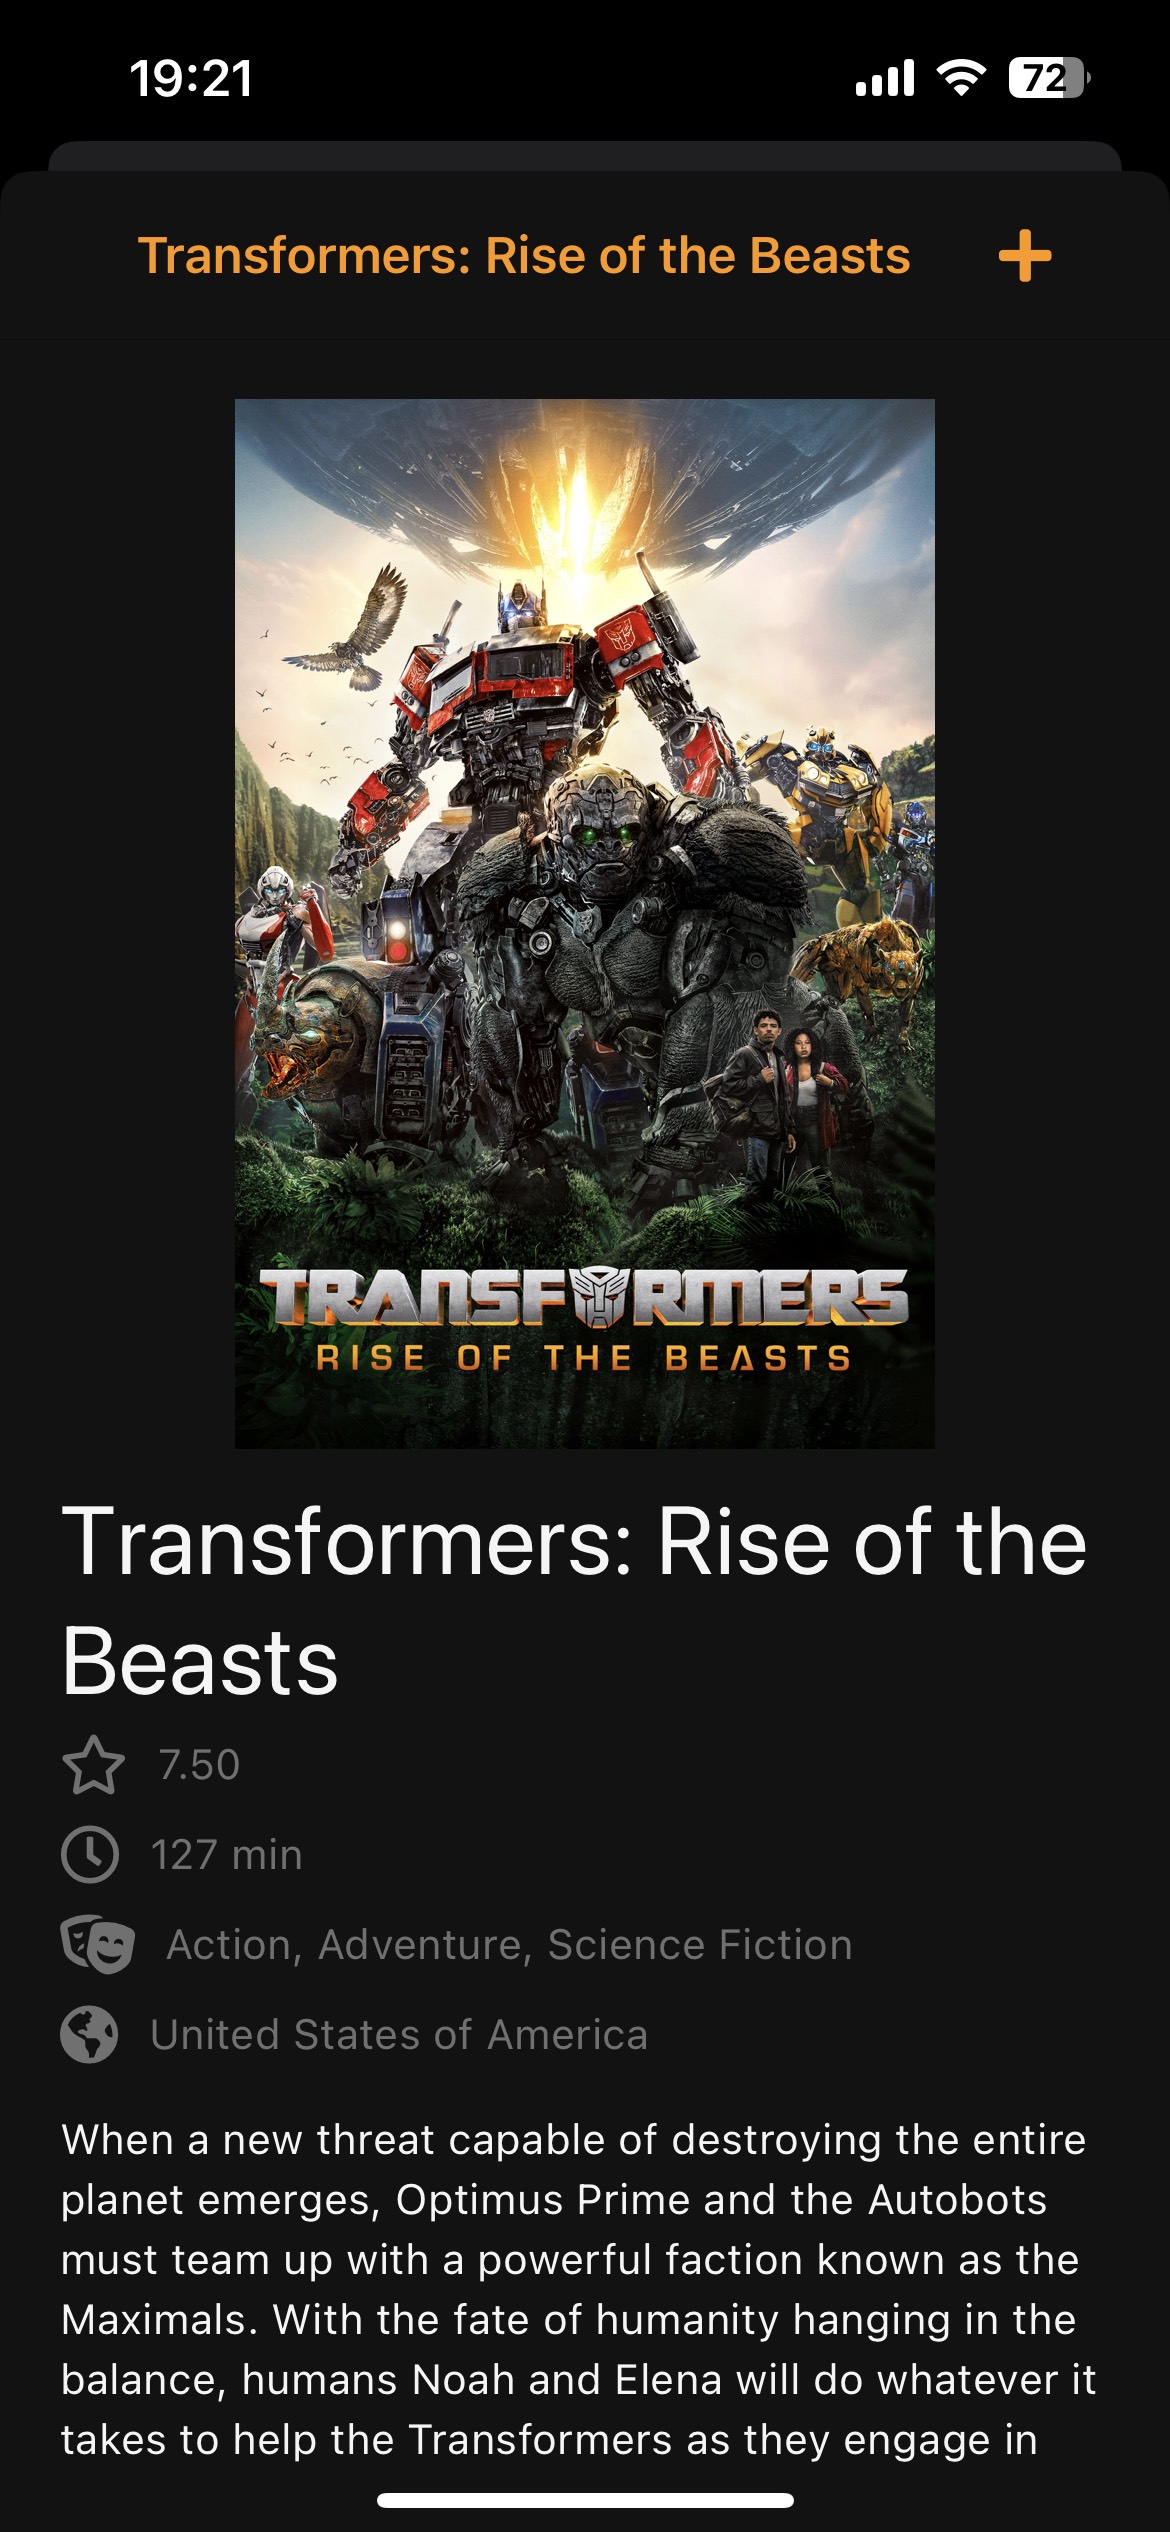 19:21
72
Transformers: Rise of the Beasts
TRANSFORMERS
RISE OF THE BEASTS
Transformers: Rise of the
Beasts
7.50
127 min
Action, Adventure, Science Fiction
United States of America
When a new threat capable of destroying the entire
planet emerges, Optimus Prime and the Autobots
must team up with a powerful faction known as the
Maximals. With the fate of humanity hanging in the
balance, humans Noah and Elena will do whatever it
takes to help the Transformers as they engage in